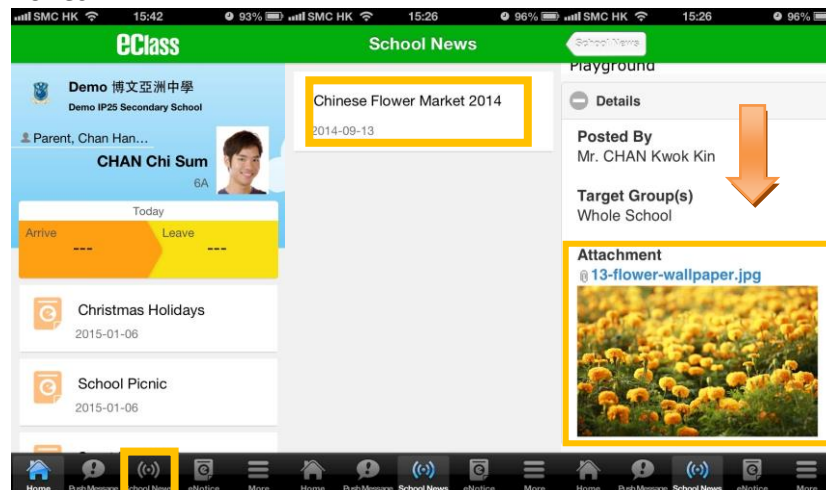 SMC HK 15:42 93%
eClass
Demo 博文亞洲中學
Demo IP25 Secondary School
Parent, Chan Han...
CHAN Chi Sum
6A
Today
Arrive
---
Leave
---
Christmas Holidays
2015-01-06
School Picnic
2015-01-06
Home Push Message School News eNotice More
SMC HK 15:26 96%
School News
Chinese Flower Market 2014
2014-09-13
Home Push Message School News eNotice More
SMC HK 15:26 96%
School News
Playground
Details
Posted By
Mr. CHAN Kwok Kin
Target Group(s)
Whole School
Attachment
13-flower-wallpaper.jpg
Home Push Message School News eNotice More